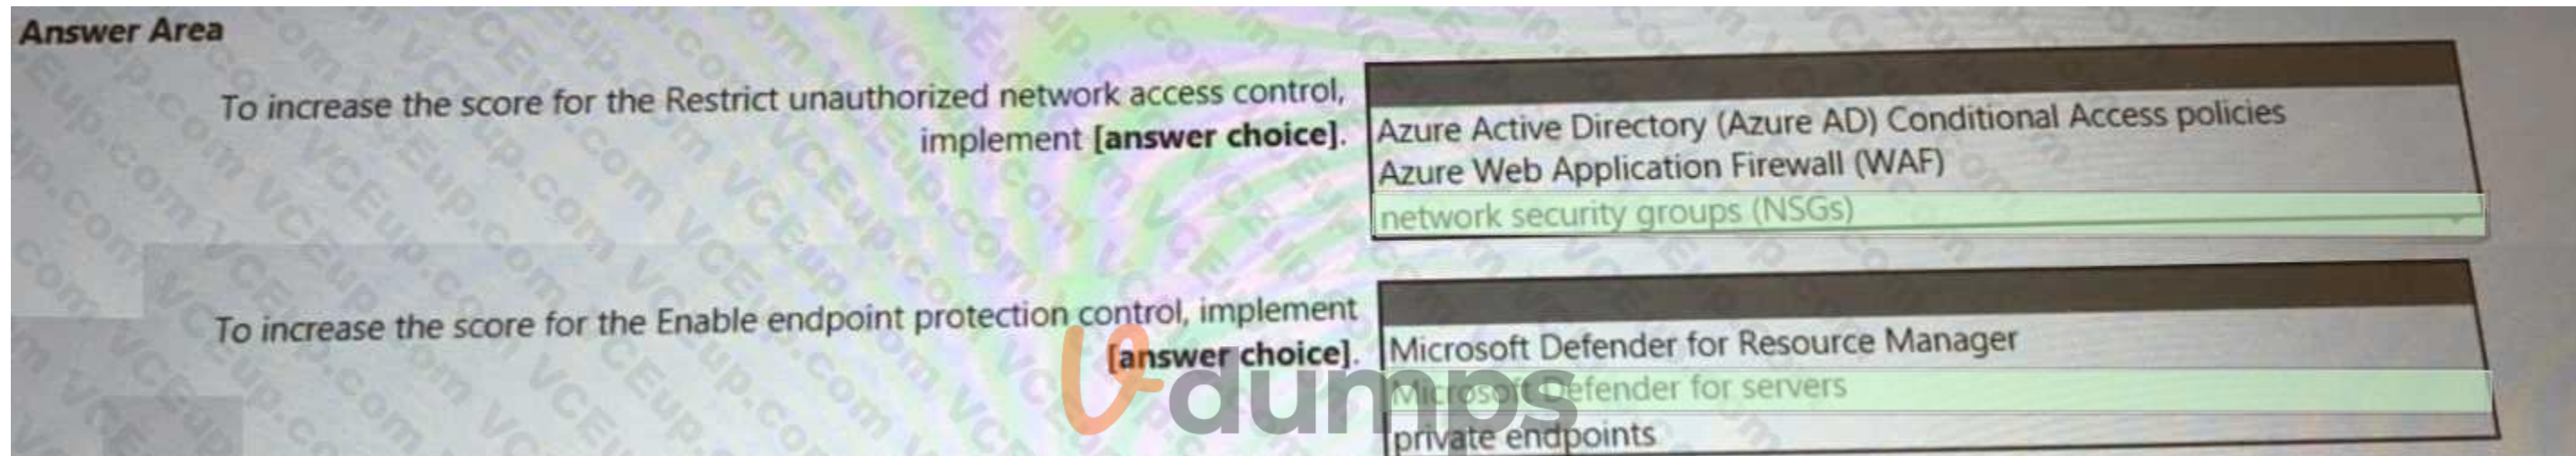 Answer Area
To increase the score for the Restrict unauthorized network access control,
implement [answer choice].
Azure Active Directory (Azure AD) Conditional Access policies
Azure Web Application Firewall (WAF)
network security groups (NSGs)
To increase the score for the Enable endpoint protection control, implement
[answer choice].
Microsoft Defender for Resource Manager
Microsoft Defender for servers
private endpoints
dumps
VCEup.com